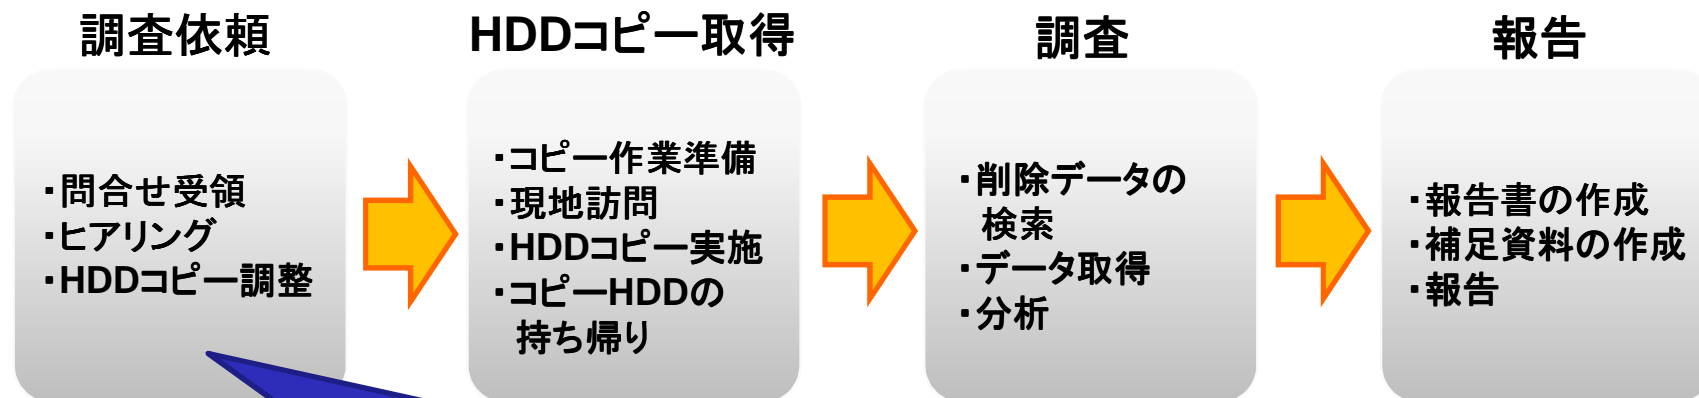 調査依頼
・問合せ受領
・ヒアリング
・HDDコピー調整
HDDコピー取得
・コピー作業準備
・現地訪問
・HDDコピー実施
・コピーHDDの
持ち帰り
調査
・削除データの
検索
・データ取得
・分析
報告
・報告書の作成
・補足資料の作成
・報告